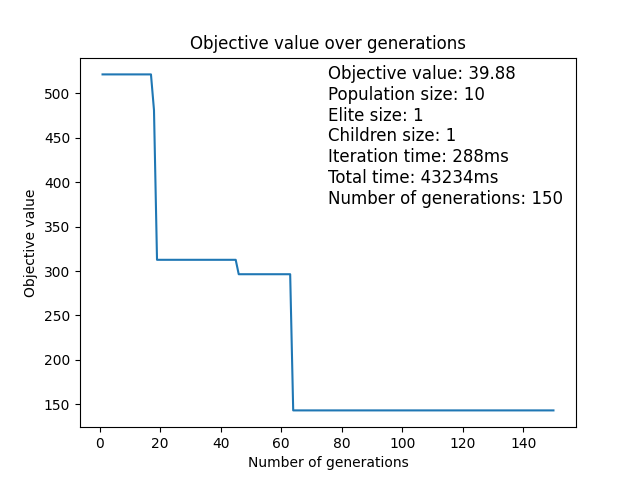 Objective value over generations
Objective value: 39.88
Population size: 10
Elite size: 1
Children size: 1
Iteration time: 288ms
Total time: 43234ms
Number of generations: 150
Objective value
500
450
400
350
300
250
200
150
0 20 40 60 80 100 120 140
Number of generations